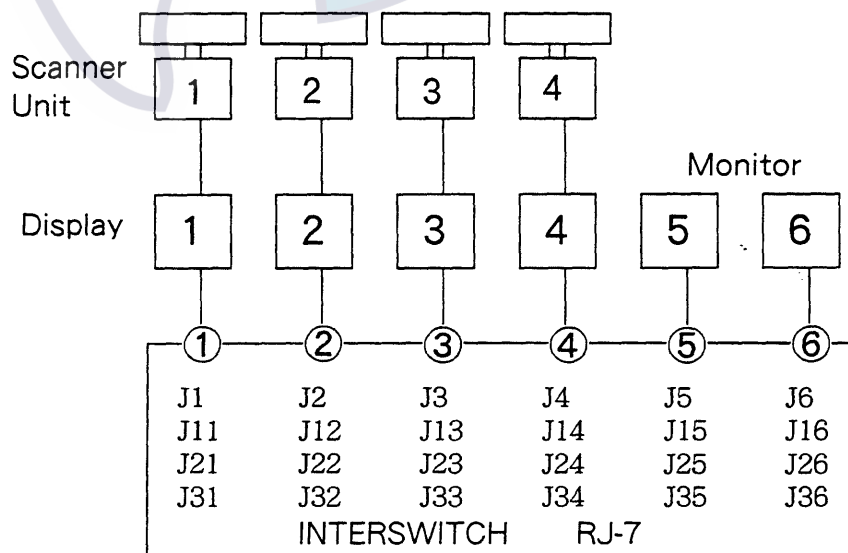 Scanner
Unit
1 2 3 4
Monitor
Display 1 2 3 4 5 6
① ② ③ ④ ⑤ ⑥
J1 J2 J3 J4 J5 J6
J11 J12 J13 J14 J15 J16
J21 J22 J23 J24 J25 J26
J31 J32 J33 J34 J35 J36
INTERSWITCH RJ-7